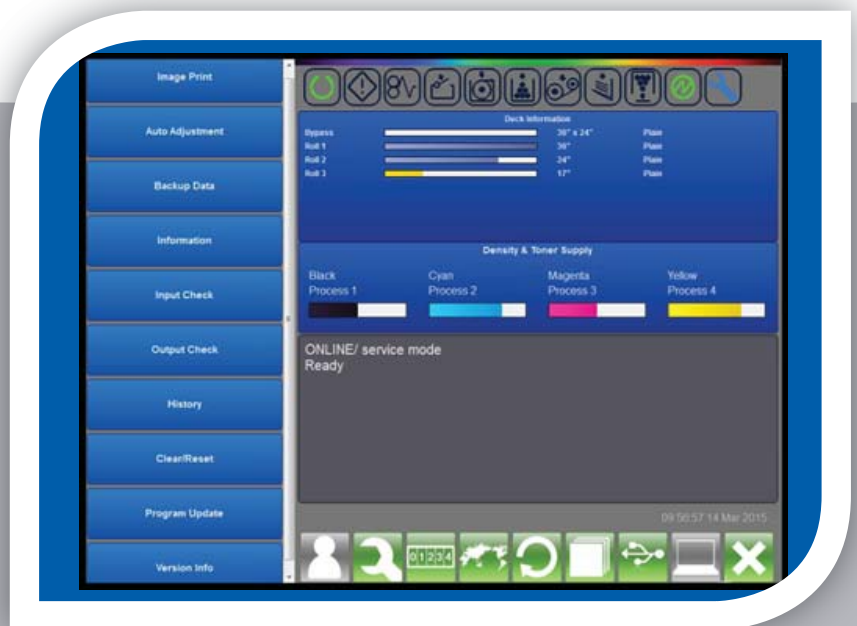 Image Print
Auto Adjustment
Backup Data
Information
Input Check
Output Check
History
Clear/Reset
Program Update
Version Info
Deck Information
Bypass 36" x 24" Plain
Roll 1 36" Plain
Roll 2 24" Plain
Roll 3 17" Plain
Density & Toner Supply
Black Cyan Magenta Yellow
Process 1 Process 2 Process 3 Process 4
ONLINE/ service mode
Ready
09:56:57 14 Mar 2015
01234